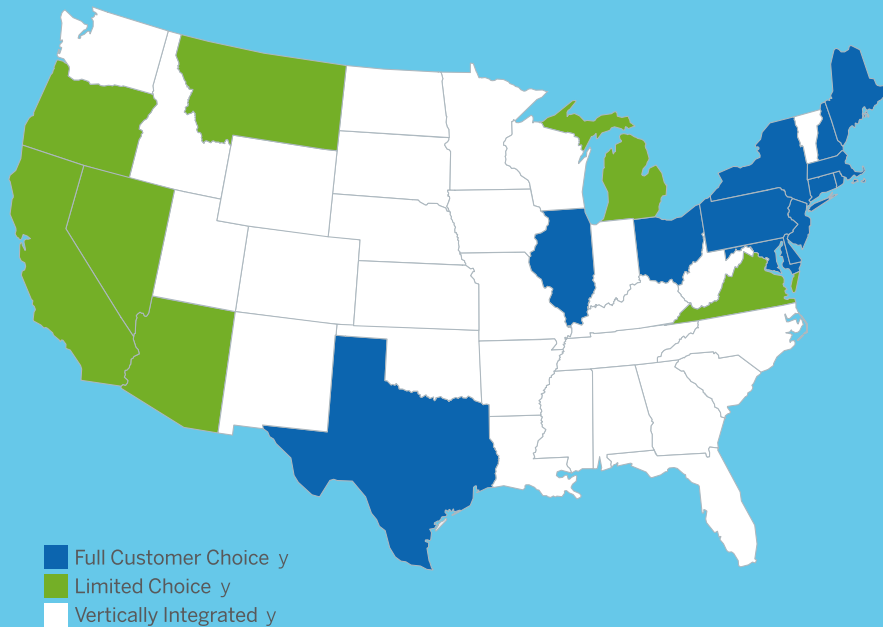 Full Customer Choice y
Limited Choice y
Vertically Integrated y